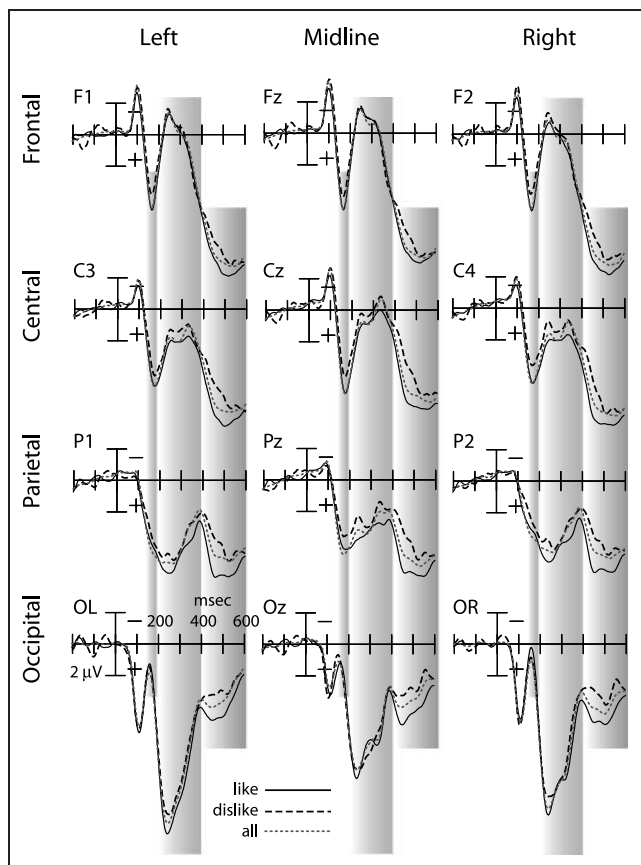 Left Midline Right
Frontal
F1 Fz F2
− − −
+ + +
Central
C3 Cz C4
− − −
+ + +
Parietal
P1 Pz P2
− − −
+ + +
Occipital
OL Oz OR
msec
− 200 400 600 − −
2 μV + + +
like
dislike
all